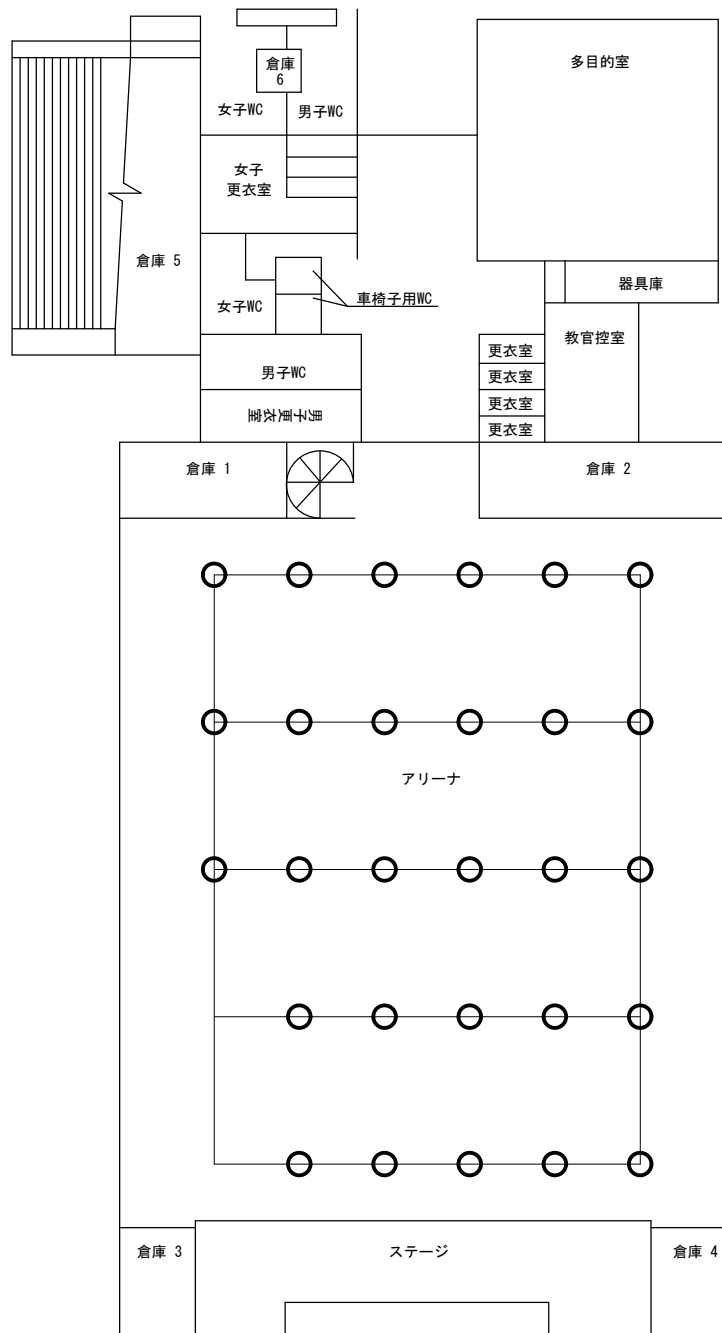 多目的室
倉庫
6
女子WC
男子WC
女子
更衣室
倉庫 5
器具庫
車椅子用WC
女子WC
教官控室
更衣室
男子WC
更衣室
更衣室
男子更衣室
更衣室
倉庫 1
倉庫 2
アリーナ
倉庫 3
ステージ
倉庫 4